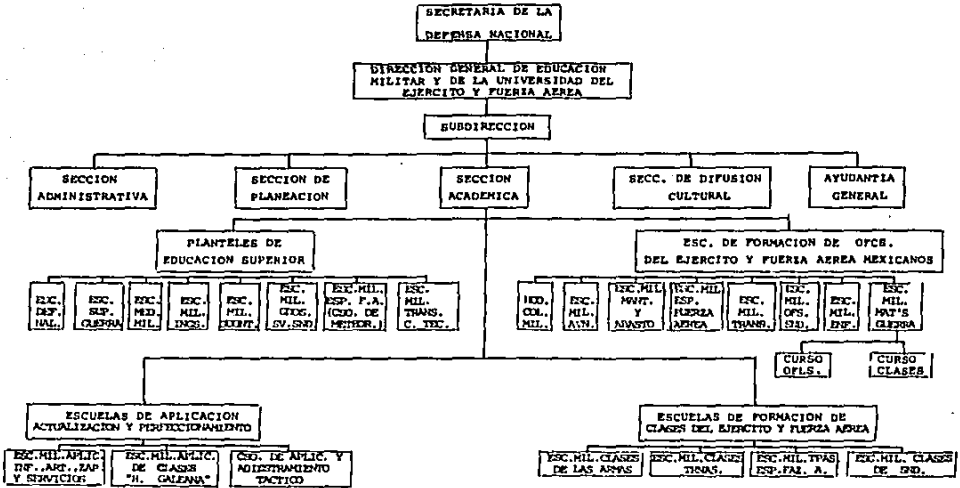 SECRETARIA DE LA
DEFENSA NACIONAL
DIRECCION GENERAL DE EDUCACION
MILITAR Y DE LA UNIVERSIDAD DEL
EJERCITO Y FUERZA AEREA
SUBDIRECCION
SECCION
ADMINISTRATIVA
SECCION DE
PLANEACION
SECCION
ACADEMICA
SECC. DE DIFUSION
CULTURAL
AYUDANTIA
GENERAL
PLANTELES DE
EDUCACION SUPERIOR
ESC. DE FORMACION DE OFCS.
DEL EJERCITO Y FUERZA AEREA MEXICANOS
ESC.
DEF.
NAL.
ESC.
SUP.
GUERRA
ESC.
MED.
MIL.
ESC.
MIL.
INGS.
ESC.
MIL.
ODONT.
ESC.
MIL.
GDOS.
SV.SND
ESC.MIL.
ESP. F.A.
(CSO. DE
METEOR.)
ESC.
MIL.
TRANS.
C. TEC.
COL.
MIL.
ESC.
MIL.
AVN.
ESC.MIL
MANT.
Y
ABASTO
ESC.MIL
ESP.
FUERZA
AEREA
ESC.
MIL.
TRANS.
ESC.
MIL.
OFS.
SND.
ESC.
MIL.
ENF.
ESC.
MIL.
MAT'S
GUERRA
CURSO
OFLS.
CURSO
CLASES
ESCUELAS DE APLICACION
ACTUALIZACION Y PERFECCIONAMIENTO
ESCUELAS DE FORMACION DE
CLASES DEL EJERCITO Y FUERZA AEREA
ESC.MIL.APLIC.
INF.,ART.,ZAP
Y SERVICIOS
ESC.MIL.APLIC.
DE CLASES
"H. GALEANA"
CSO. DE APLIC. Y
ADIESTRAMIENTO
TACTICO
ESC.MIL.CLASES
DE LAS ARMAS
ESC.MIL.CLASES
TRNAS.
ESC.MIL.TPAS
ESP.FAZ. A.
ESC.MIL. CLASES
DE SND.